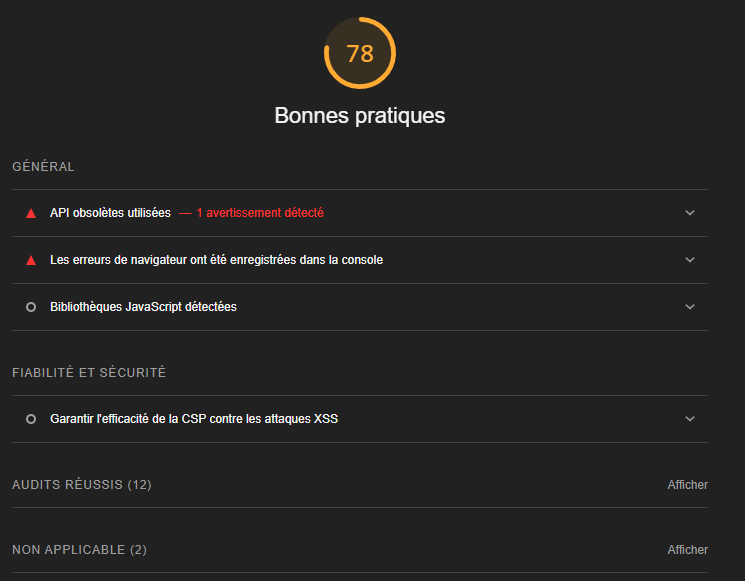 78
Bonnes pratiques
GÉNÉRAL
API obsolètes utilisées — 1 avertissement détecté
Les erreurs de navigateur ont été enregistrées dans la console
Bibliothèques JavaScript détectées
FIABILITÉ ET SÉCURITÉ
Garantir l'efficacité de la CSP contre les attaques XSS
AUDITS RÉUSSIS (12) Afficher
NON APPLICABLE (2) Afficher